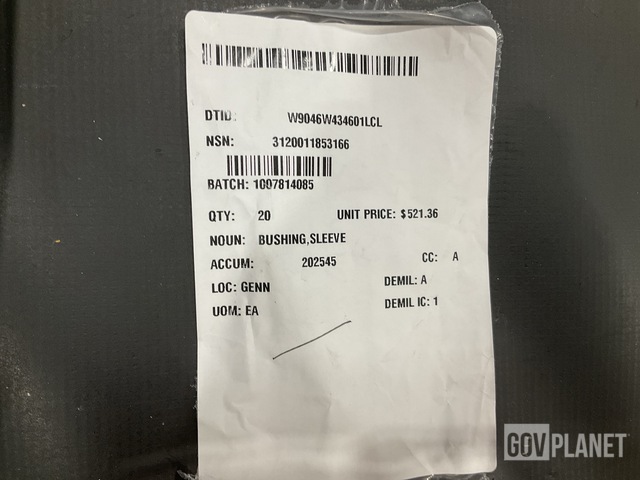 DTID: W9046W434601LCL
NSN: 3120011853166
BATCH: 1007814085
QTY: 20 UNIT PRICE: $521.36
NOUN: BUSHING,SLEEVE
ACCUM: 202545 CC: A
LOC: GENN DEMIL: A
UOM: EA DEMIL IC: 1
GOVPLANET